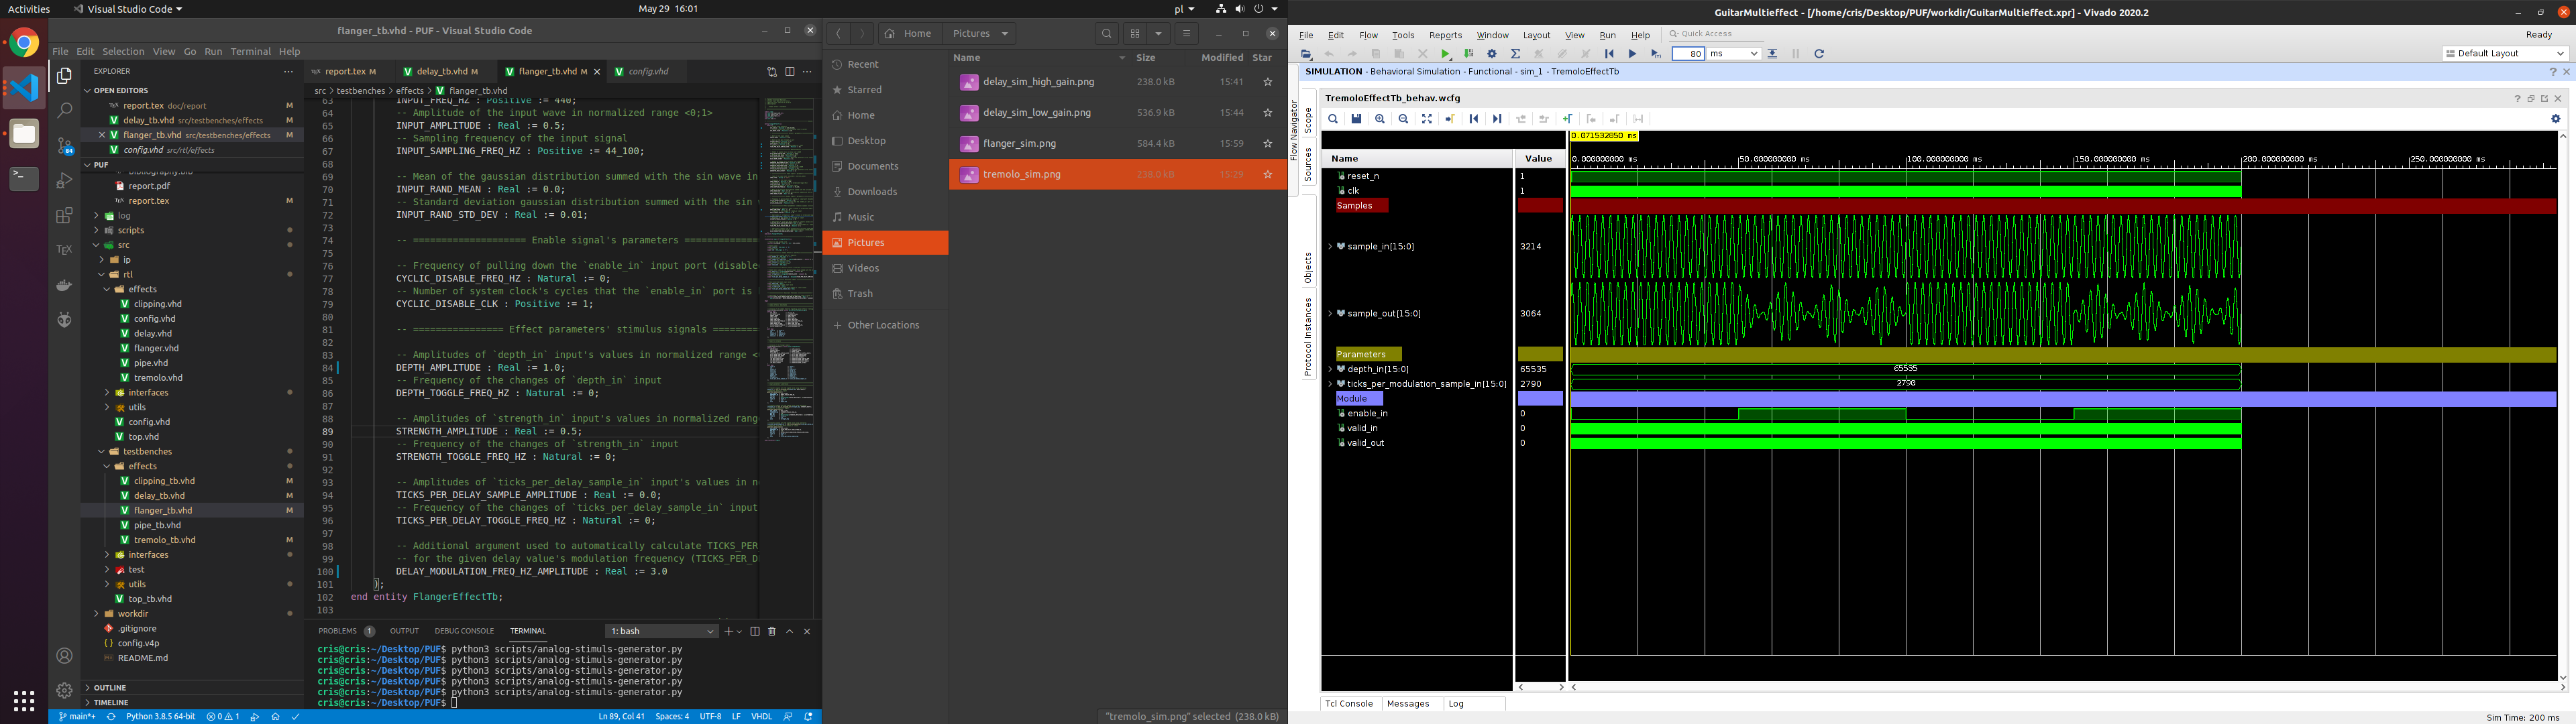 Activities
Visual Studio Code
May 29 16:01
pl
flanger_tb.vhd - PUF - Visual Studio Code
File Edit Selection View Go Run Terminal Help
EXPLORER
OPEN EDITORS
report.tex doc/report M
delay_tb.vhd src/testbenches/effects M
flanger_tb.vhd src/testbenches/effects M
config.vhd src/rtl/effects
PUF
report.pdf
report.tex M
log
scripts
src
ip
rtl
effects
clipping.vhd
config.vhd
delay.vhd
flanger.vhd
pipe.vhd
tremolo.vhd
interfaces
utils
config.vhd
top.vhd
testbenches
effects
clipping_tb.vhd M
delay_tb.vhd M
flanger_tb.vhd M
pipe_tb.vhd
tremolo_tb.vhd M
interfaces
test
utils
top_tb.vhd
workdir
.gitignore
config.v4p
README.md
OUTLINE
TIMELINE
report.tex M
delay_tb.vhd M
flanger_tb.vhd M
config.vhd
src > testbenches > effects > flanger_tb.vhd
63 INPUT_FREQ_HZ : Positive := 440;
64 -- Amplitude of the input wave in normalized range <0;1>
65 INPUT_AMPLITUDE : Real := 0.5;
66 -- Sampling frequency of the input signal
67 INPUT_SAMPLING_FREQ_HZ : Positive := 44_100;
68
69 -- Mean of the gaussian distribution summed with the sin wave in
70 INPUT_RAND_MEAN : Real := 0.0;
71 -- Standard deviation gaussian distribution summed with the sin
72 INPUT_RAND_STD_DEV : Real := 0.01;
73
74 -- ==================== Enable signal's parameters =============
75
76 -- Frequency of pulling down the `enable_in` input port (disable
77 CYCLIC_DISABLE_FREQ_HZ : Natural := 0;
78 -- Number of system clock's cycles that the `enable_in` port is
79 CYCLIC_DISABLE_CLK : Positive := 1;
80
81 -- ================ Effect parameters' stimulus signals ========
82
83 -- Amplitudes of `depth_in` input's values in normalized range <
84 DEPTH_AMPLITUDE : Real := 1.0;
85 -- Frequency of the changes of `depth_in` input
86 DEPTH_TOGGLE_FREQ_HZ : Natural := 0;
87
88 -- Amplitudes of `strength_in` input's values in normalized rang
89 STRENGTH_AMPLITUDE : Real := 0.5;
90 -- Frequency of the changes of `strength_in` input
91 STRENGTH_TOGGLE_FREQ_HZ : Natural := 0;
92
93 -- Amplitudes of `ticks_per_delay_sample_in` input's values in n
94 TICKS_PER_DELAY_SAMPLE_AMPLITUDE : Real := 0.0;
95 -- Frequency of the changes of `ticks_per_delay_sample_in` input
96 TICKS_PER_DELAY_TOGGLE_FREQ_HZ : Natural := 0;
97
98 -- Additional argument used to automatically calculate TICKS_PER
99 -- for the given delay value's modulation frequency (TICKS_PER_D
100 DELAY_MODULATION_FREQ_HZ_AMPLITUDE : Real := 3.0
101 );
102 end entity FlangerEffectTb;
103
PROBLEMS 1 OUTPUT DEBUG CONSOLE TERMINAL 1: bash
cris@cris:~/Desktop/PUF$ python3 scripts/analog-stimuls-generator.py
cris@cris:~/Desktop/PUF$ python3 scripts/analog-stimuls-generator.py
cris@cris:~/Desktop/PUF$ python3 scripts/analog-stimuls-generator.py
cris@cris:~/Desktop/PUF$ python3 scripts/analog-stimuls-generator.py
cris@cris:~/Desktop/PUF$ python3 scripts/analog-stimuls-generator.py
cris@cris:~/Desktop/PUF$
main*+ Python 3.8.5 64-bit 0 1 Ln 89, Col 41 Spaces: 4 UTF-8 LF VHDL
Home Pictures
Recent
Starred
Home
Desktop
Documents
Downloads
Music
Pictures
Videos
Trash
Other Locations
Name Size Modified Star
delay_sim_high_gain.png 238.0 kB 15:41
delay_sim_low_gain.png 536.9 kB 15:44
flanger_sim.png 584.4 kB 15:59
tremolo_sim.png 238.0 kB 15:29
"tremolo_sim.png" selected (238.0 kB)
GuitarMultieffect - [/home/cris/Desktop/PUF/workdir/GuitarMultieffect.xpr] - Vivado 2020.2
File Edit Flow Tools Reports Window Layout View Run Help Quick Access Ready
80 ms Default Layout
SIMULATION - Behavioral Simulation - Functional - sim_1 - TremoloEffectTb
Flow Navigator
Scope
Sources
Objects
Protocol Instances
TremoloEffectTb_behav.wcfg
0.071532850 ms
Name Value 0.000000000 ms 50.000000000 ms 100.000000000 ms 150.000000000 ms 200.000000000 ms 250.000000000 ms
reset_n 1
clk 1
Samples
sample_in[15:0] 3214
sample_out[15:0] 3064
Parameters
depth_in[15:0] 65535 65535
ticks_per_modulation_sample_in[15:0] 2790 2790
Module
enable_in 0
valid_in 0
valid_out 0
Tcl Console Messages Log
Sim Time: 200 ms